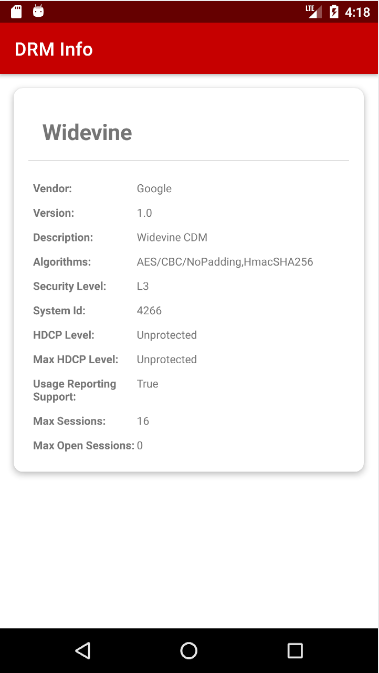 LTE 4:18
DRM Info
Widevine
Vendor: Google
Version: 1.0
Description: Widevine CDM
Algorithms: AES/CBC/NoPadding,HmacSHA256
Security Level: L3
System Id: 4266
HDCP Level: Unprotected
Max HDCP Level: Unprotected
Usage Reporting True
Support:
Max Sessions: 16
Max Open Sessions: 0